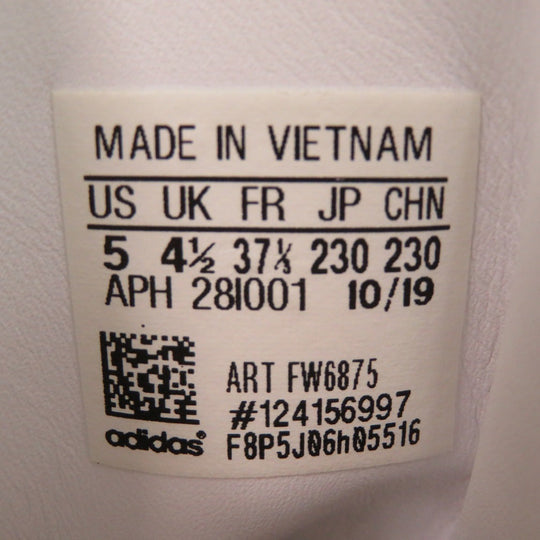 MADE IN VIETNAM
US UK FR JP CHN
5 4½ 37⅓ 230 230
APH 28I001 10/19
ART FW6875
#124156997
adidas F8P5J06h05516